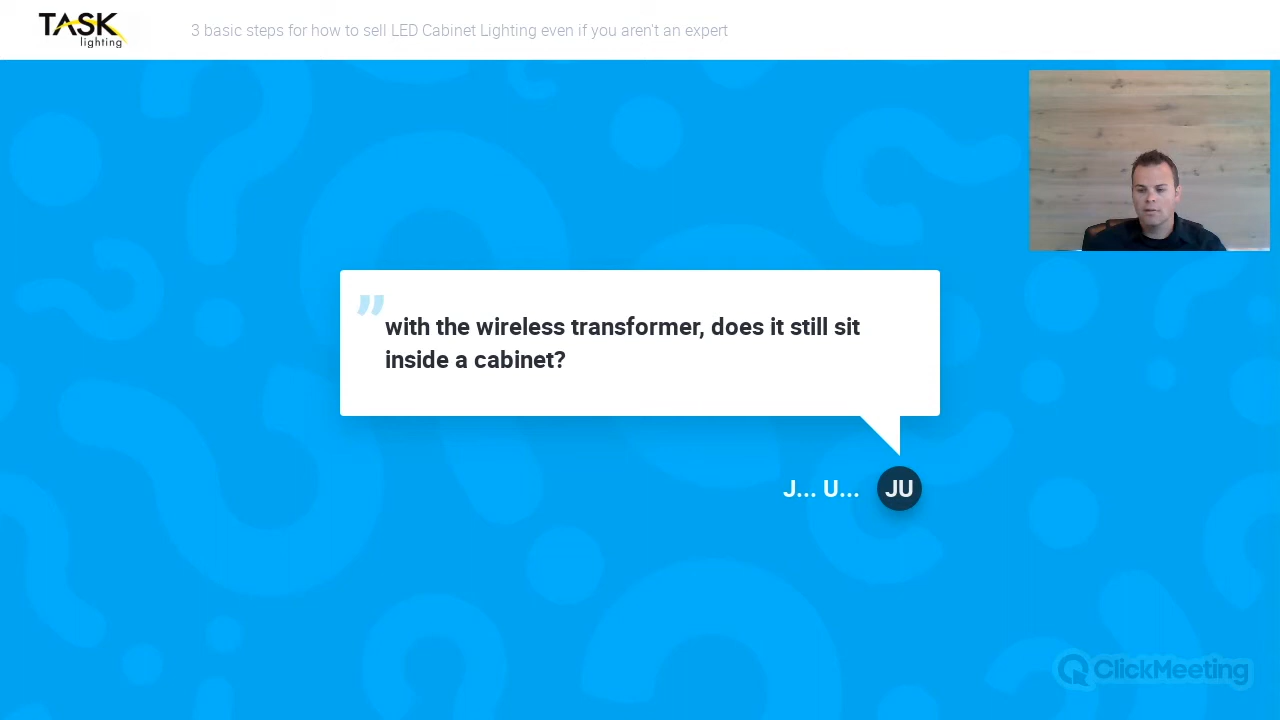 TASK
lighting
3 basic steps for how to sell LED Cabinet Lighting even if you aren't an expert
" with the wireless transformer, does it still sit
inside a cabinet?
J... U... JU
ClickMeeting